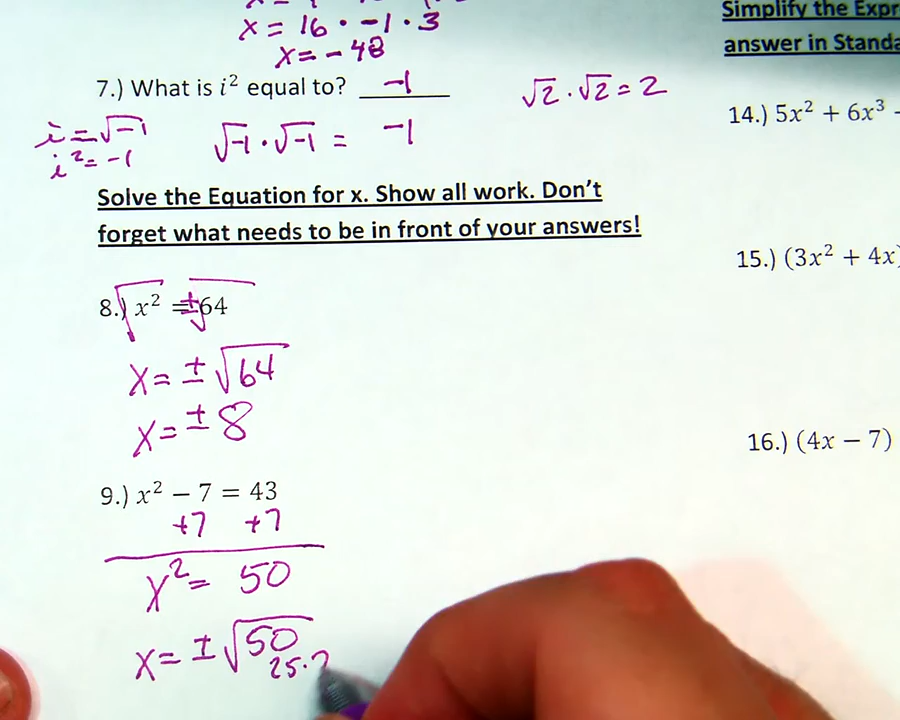 x = 16 · -1 · 3
x = -48
7.) What is i² equal to? -1
√2 · √2 = 2
i = √-1
i² = -1
√-1 · √-1 = -1
Solve the Equation for x. Show all work. Don't
forget what needs to be in front of your answers!
8.) √x² = ±√64
x = ± √64
x = ± 8
9.) x² − 7 = 43
+7 +7
x² = 50
x = ± √50
25·2
Simplify the Expr
answer in Standa
14.) 5x² + 6x³ -
15.) (3x² + 4x)
16.) (4x − 7)